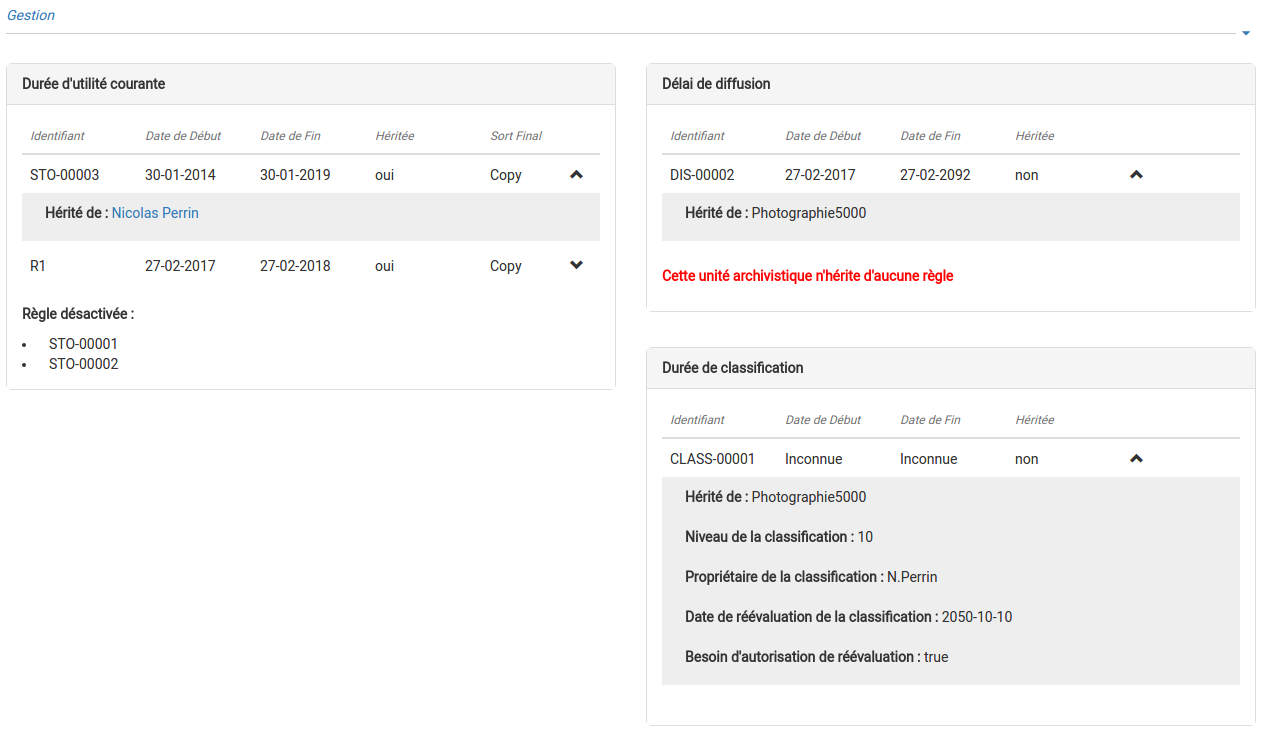 Gestion
Durée d'utilité courante
Identifiant Date de Début Date de Fin Héritée Sort Final
STO-00003 30-01-2014 30-01-2019 oui Copy
Hérité de : Nicolas Perrin
R1 27-02-2017 27-02-2018 oui Copy
Règle désactivée :
• STO-00001
• STO-00002
Délai de diffusion
Identifiant Date de Début Date de Fin Héritée
DIS-00002 27-02-2017 27-02-2092 non
Hérité de : Photographie5000
Cette unité archivistique n'hérite d'aucune règle
Durée de classification
Identifiant Date de Début Date de Fin Héritée
CLASS-00001 Inconnue Inconnue non
Hérité de : Photographie5000
Niveau de la classification : 10
Propriétaire de la classification : N.Perrin
Date de réévaluation de la classification : 2050-10-10
Besoin d'autorisation de réévaluation : true